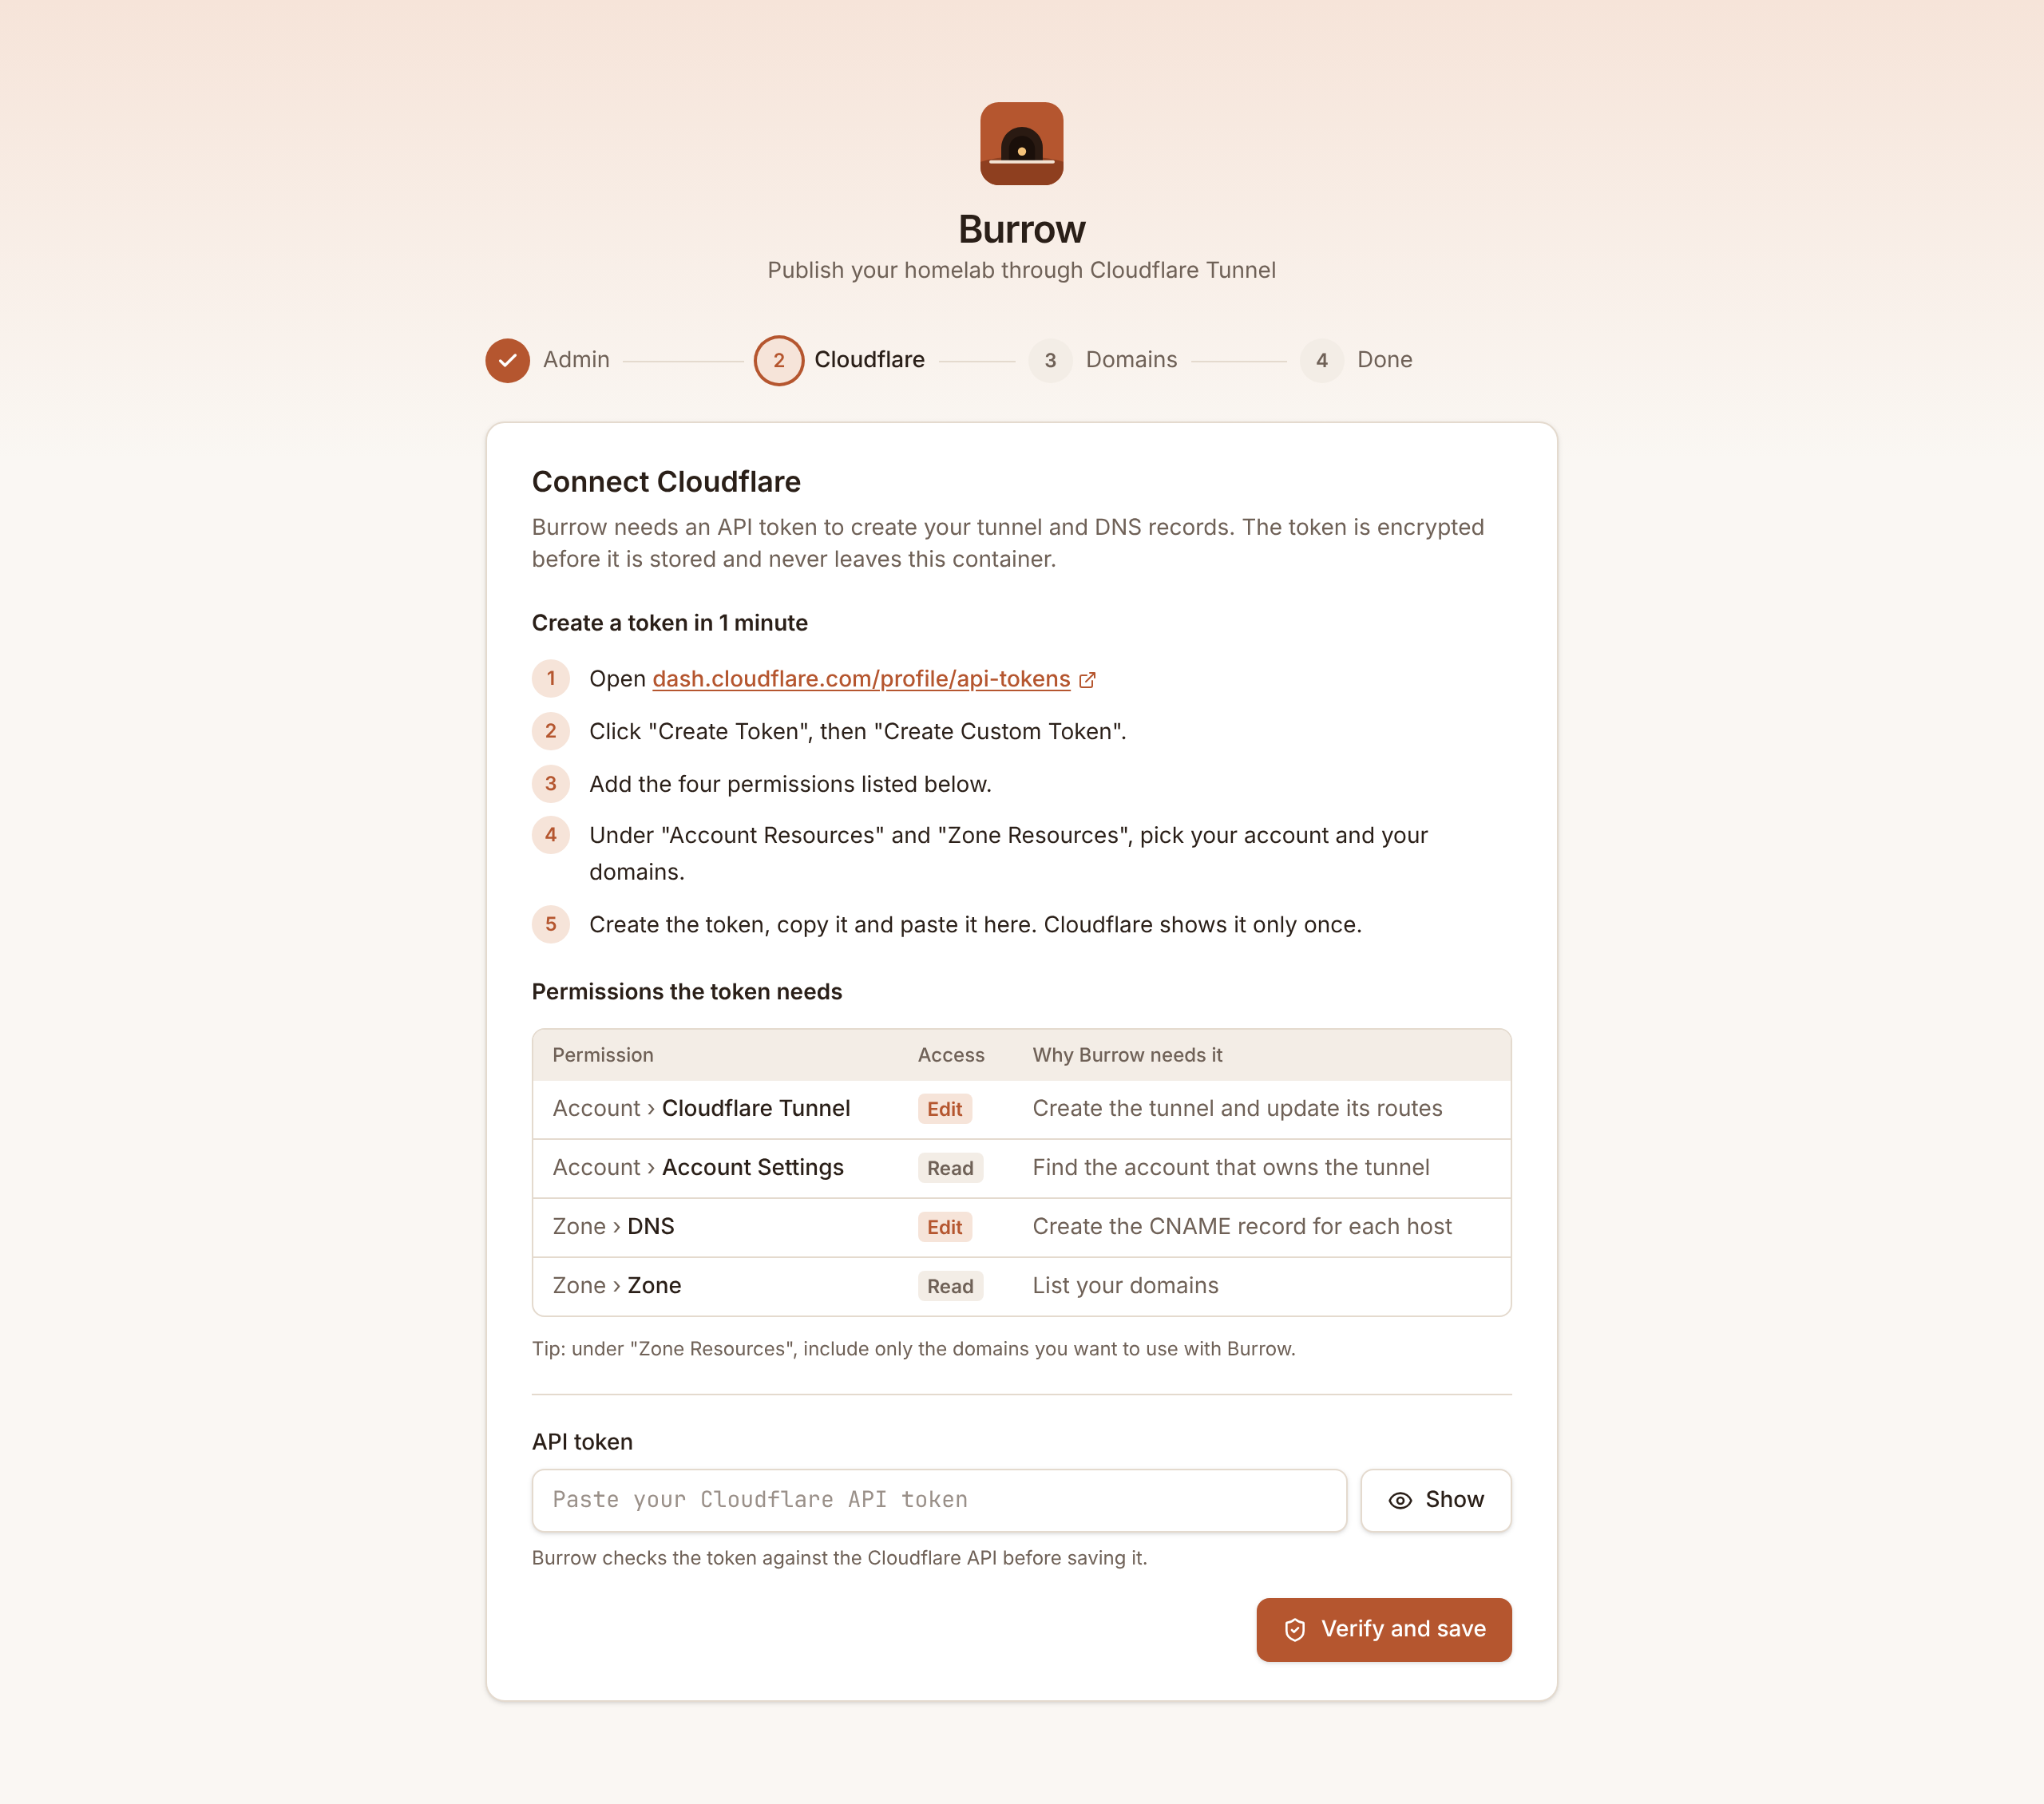 Burrow
Publish your homelab through Cloudflare Tunnel
Admin
2 Cloudflare
3 Domains
4 Done
Connect Cloudflare
Burrow needs an API token to create your tunnel and DNS records. The token is encrypted
before it is stored and never leaves this container.
Create a token in 1 minute
1 Open dash.cloudflare.com/profile/api-tokens
2 Click "Create Token", then "Create Custom Token".
3 Add the four permissions listed below.
4 Under "Account Resources" and "Zone Resources", pick your account and your
domains.
5 Create the token, copy it and paste it here. Cloudflare shows it only once.
Permissions the token needs
Permission Access Why Burrow needs it
Account › Cloudflare Tunnel Edit Create the tunnel and update its routes
Account › Account Settings Read Find the account that owns the tunnel
Zone › DNS Edit Create the CNAME record for each host
Zone › Zone Read List your domains
Tip: under "Zone Resources", include only the domains you want to use with Burrow.
API token
Paste your Cloudflare API token Show
Burrow checks the token against the Cloudflare API before saving it.
Verify and save